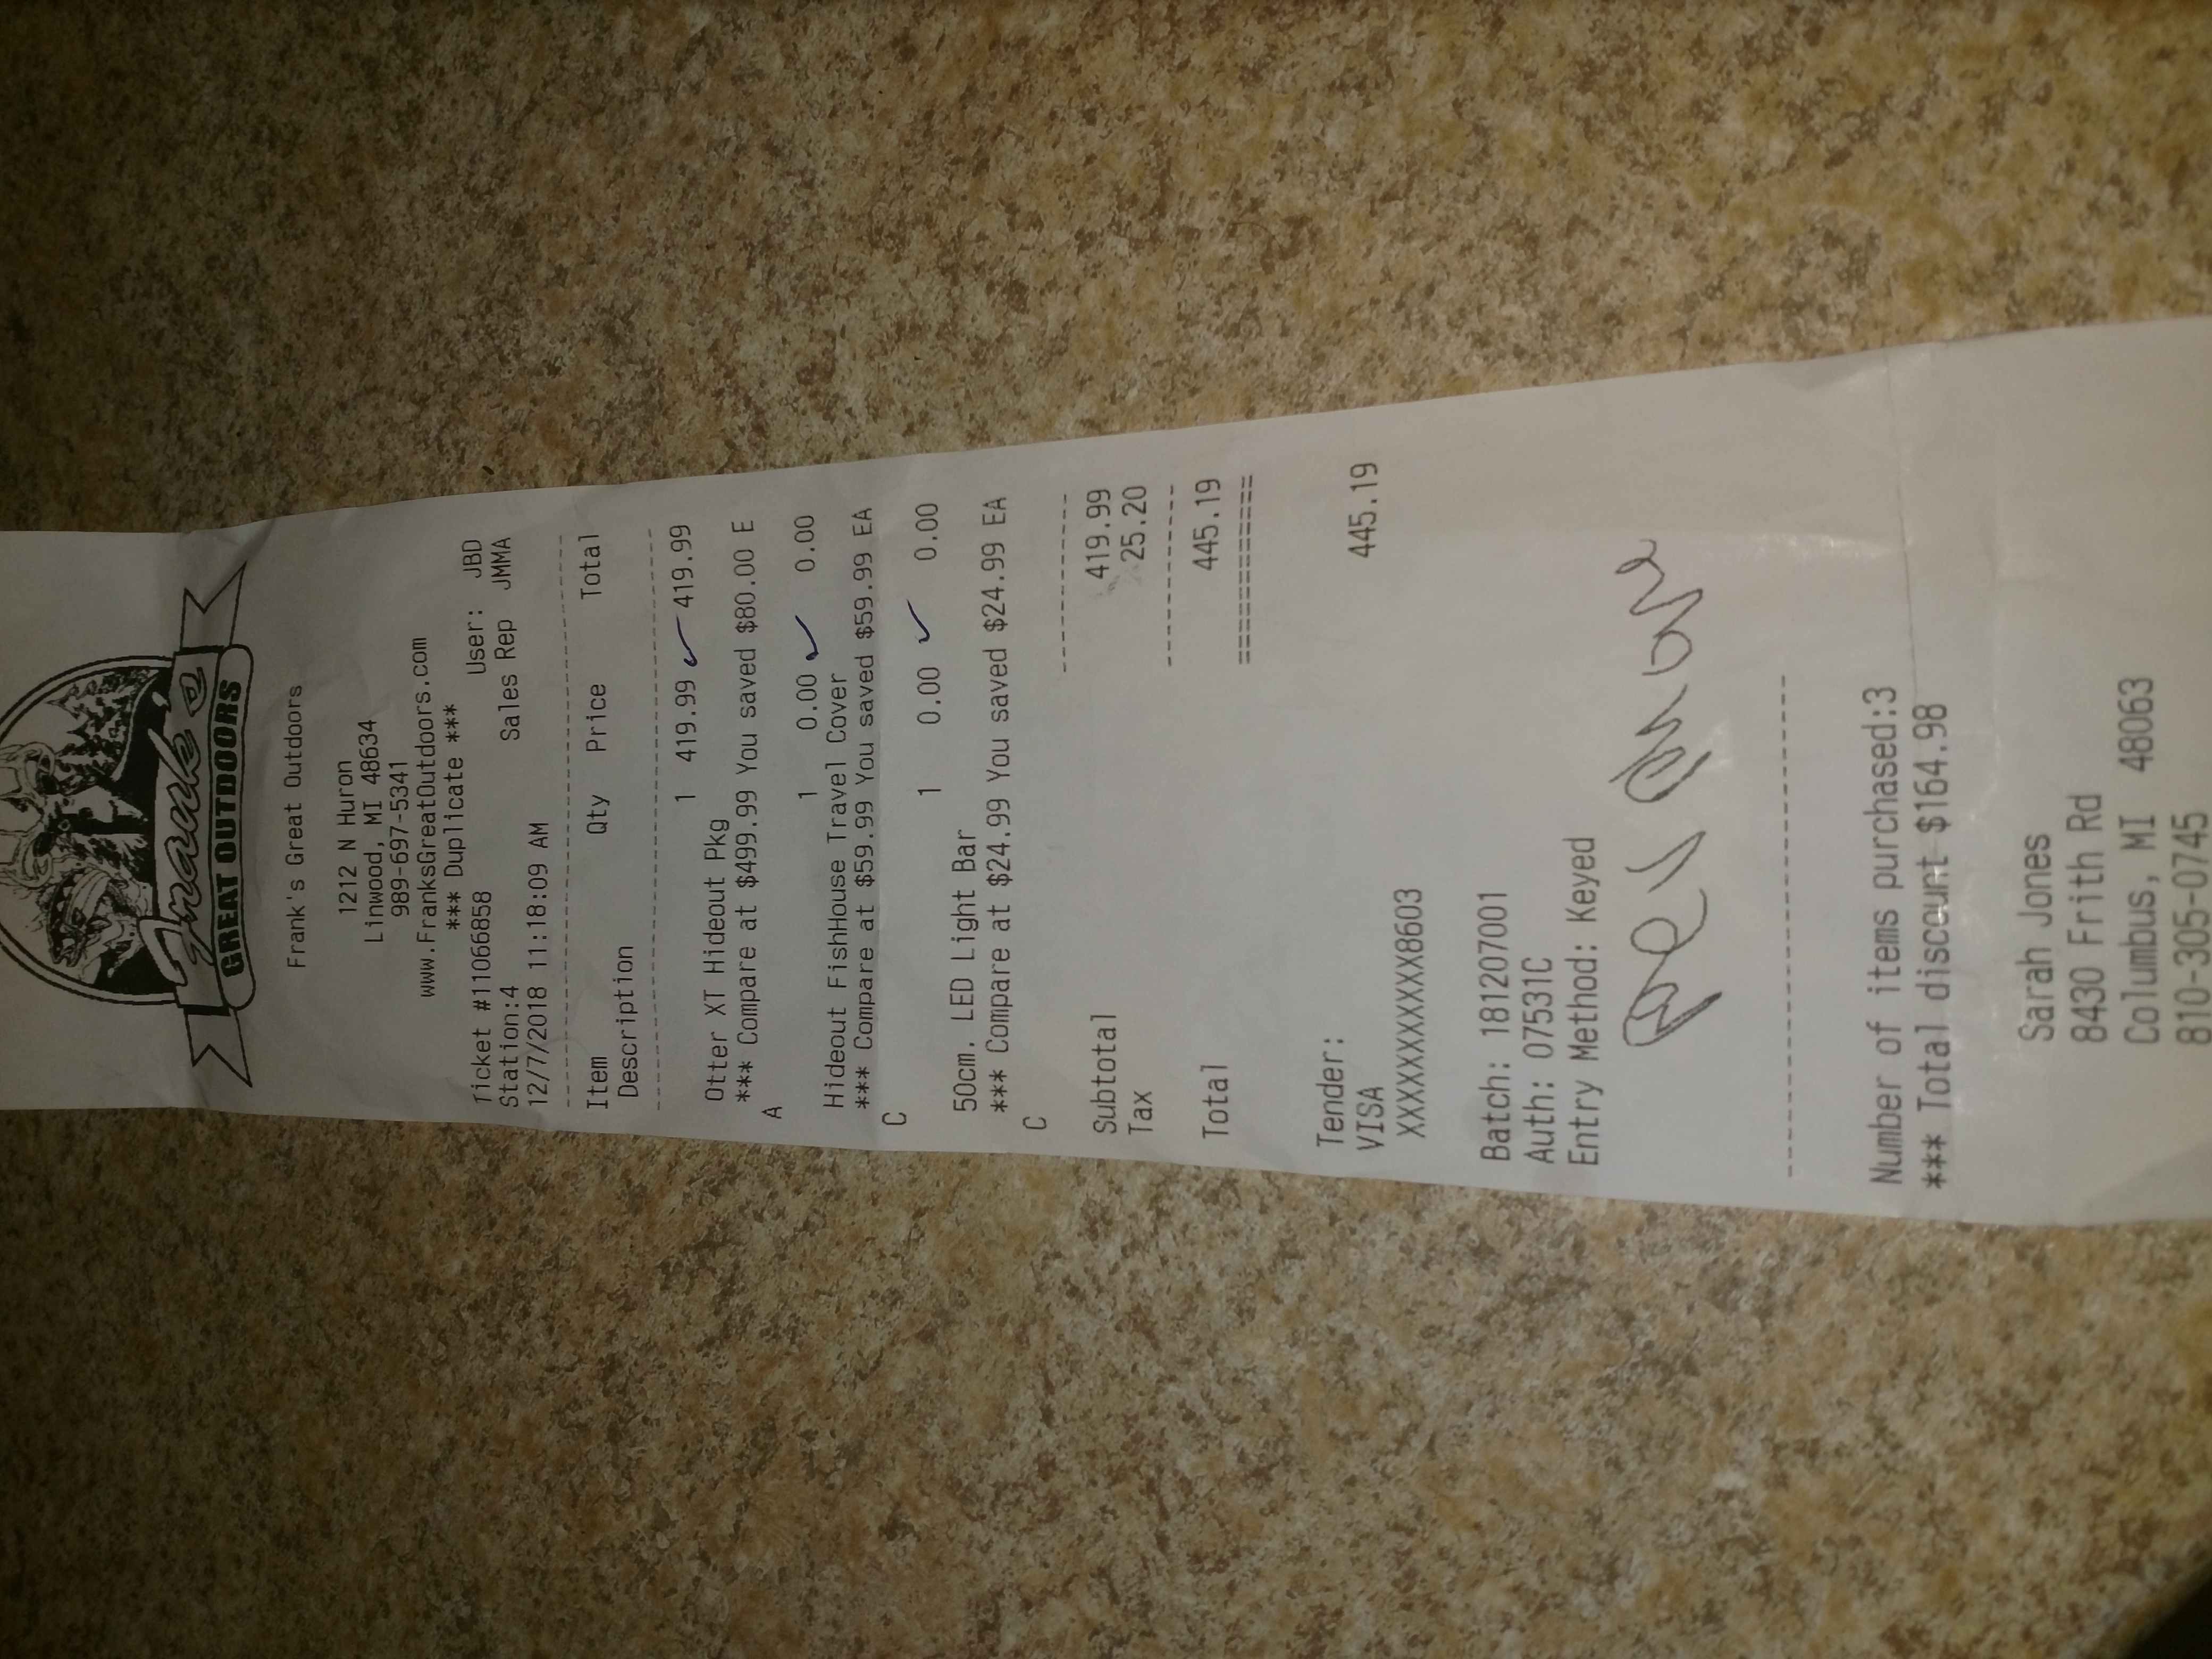 Frank's
GREAT OUTDOORS
Frank's Great Outdoors
1212 N Huron
Linwood, MI 48634
989-697-5341
www.FranksGreatOutdoors.com
*** Duplicate ***
Ticket #111066858 User: JBD
Station:4 Sales Rep JMMA
12/7/2018 11:18:09 AM
--------------------------------
Item Qty Price Total
Description
--------------------------------
1 419.99 ✓ 419.99
Otter XT Hideout Pkg
*** Compare at $499.99 You saved $80.00 E
A
1 0.00 ✓ 0.00
Hideout FishHouse Travel Cover
*** Compare at $59.99 You saved $59.99 EA
C
1 0.00 ✓ 0.00
50cm. LED Light Bar
*** Compare at $24.99 You saved $24.99 EA
C
-----------
Subtotal 419.99
Tax 25.20
-----------
Total 445.19
===========
Tender:
VISA 445.19
XXXXXXXXXXXX8603
Batch: 181207001
Auth: 07531C
Entry Method: Keyed
--------------------------------
Number of items purchased:3
*** Total discount $164.98
Sarah Jones
8430 Frith Rd
Columbus, MI 48063
810-305-0745